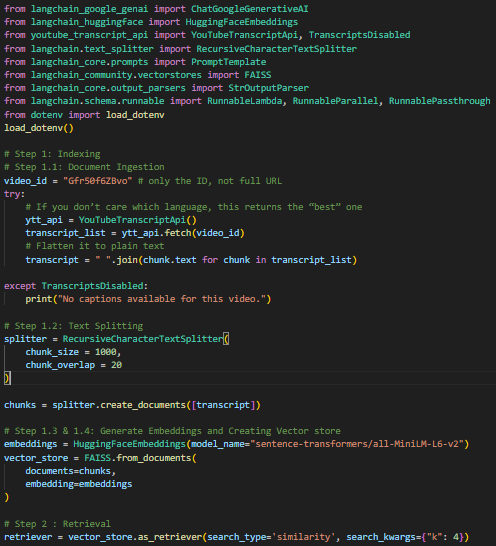 from langchain_google_genai import ChatGoogleGenerativeAI
from langchain_huggingface import HuggingFaceEmbeddings
from youtube_transcript_api import YouTubeTranscriptApi, TranscriptsDisabled
from langchain.text_splitter import RecursiveCharacterTextSplitter
from langchain_core.prompts import PromptTemplate
from langchain_community.vectorstores import FAISS
from langchain_core.output_parsers import StrOutputParser
from langchain.schema.runnable import RunnableLambda, RunnableParallel, RunnablePassthrough
from dotenv import load_dotenv
load_dotenv()

# Step 1: Indexing
# Step 1.1: Document Ingestion
video_id = "Gfr50f6ZBvo" # only the ID, not full URL
try:
    # If you don’t care which language, this returns the “best” one
    ytt_api = YouTubeTranscriptApi()
    transcript_list = ytt_api.fetch(video_id)
    # Flatten it to plain text
    transcript = " ".join(chunk.text for chunk in transcript_list)

except TranscriptsDisabled:
    print("No captions available for this video.")

# Step 1.2: Text Splitting
splitter = RecursiveCharacterTextSplitter(
    chunk_size = 1000,
    chunk_overlap = 20
)

chunks = splitter.create_documents([transcript])

# Step 1.3 & 1.4: Generate Embeddings and Creating Vector store
embeddings = HuggingFaceEmbeddings(model_name="sentence-transformers/all-MiniLM-L6-v2")
vector_store = FAISS.from_documents(
    documents=chunks,
    embedding=embeddings
)

# Step 2 : Retrieval
retriever = vector_store.as_retriever(search_type='similarity', search_kwargs={"k": 4})